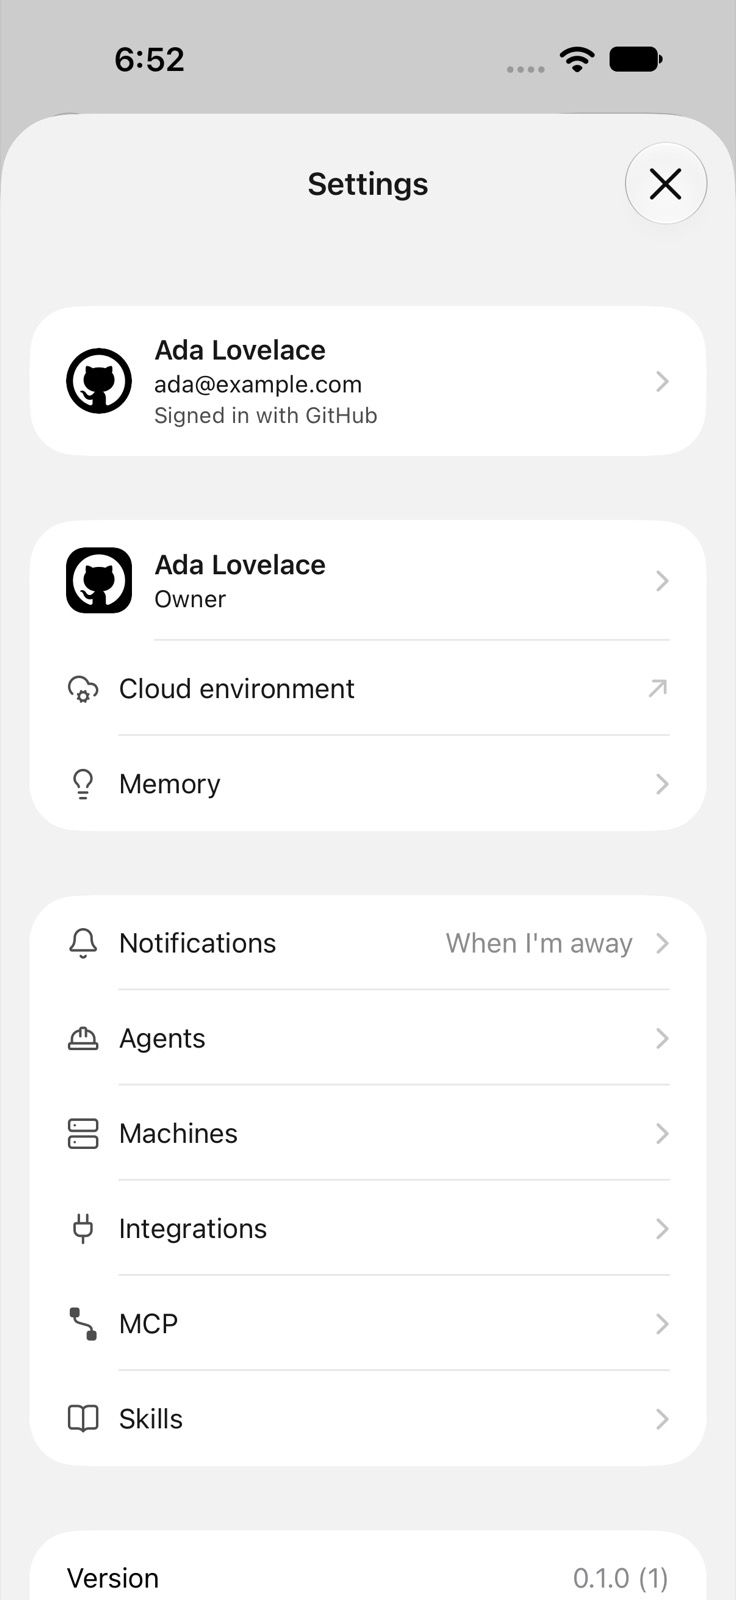 6:52
Settings
Ada Lovelace
ada@example.com
Signed in with GitHub
Ada Lovelace
Owner
Cloud environment
Memory
Notifications When I'm away
Agents
Machines
Integrations
MCP
Skills
Version 0.1.0 (1)